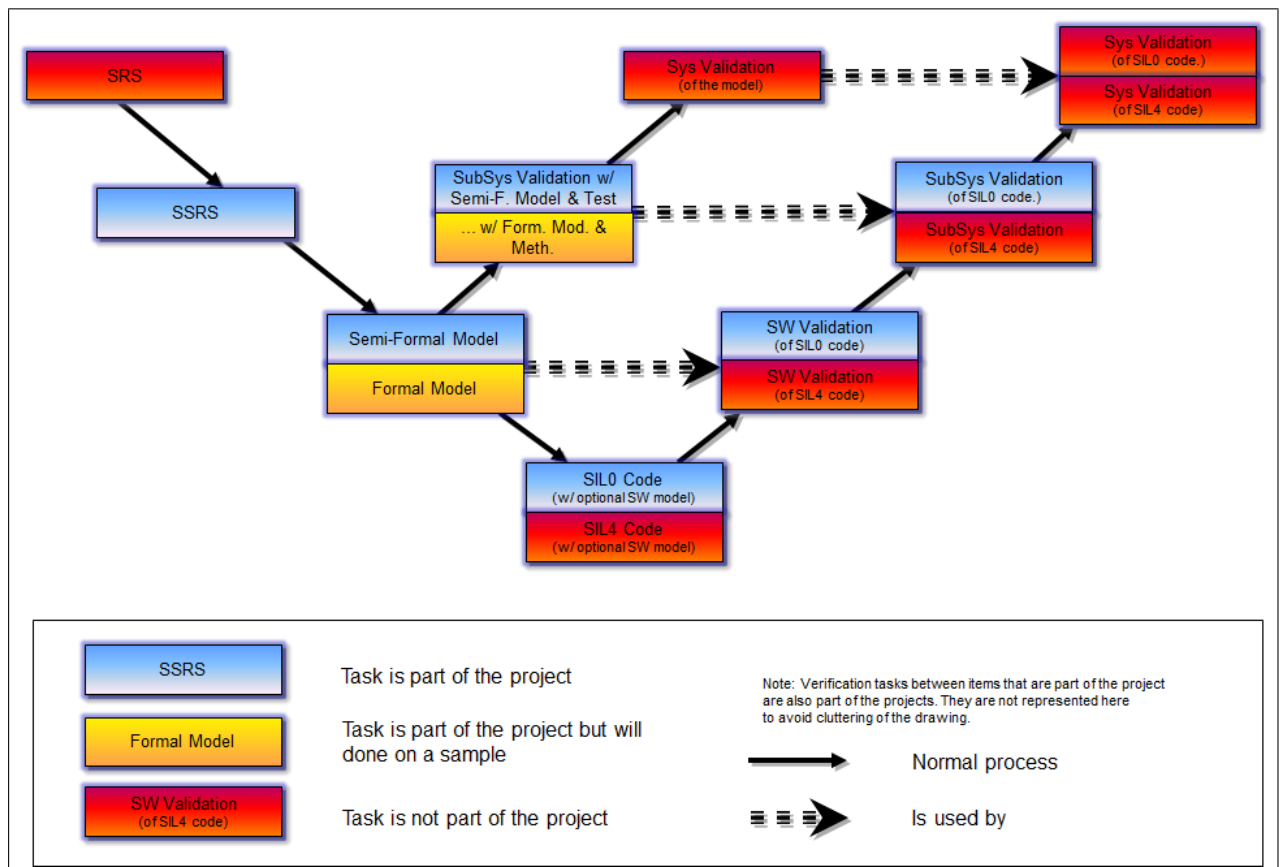 SRS
Sys Validation
(of the model)
Sys Validation
(of SIL0 code.)
Sys Validation
(of SIL4 code)
SSRS
SubSys Validation w/
Semi-F. Model & Test
... w/ Form. Mod. &
Meth.
SubSys Validation
(of SIL0 code.)
SubSys Validation
(of SIL4 code)
Semi-Formal Model
Formal Model
SW Validation
(of SIL0 code)
SW Validation
(of SIL4 code)
SIL0 Code
(w/ optional SW model)
SIL4 Code
(w/ optional SW model)
SSRS
Task is part of the project
Formal Model
Task is part of the project but will
done on a sample
SW Validation
(of SIL4 code)
Task is not part of the project
Note: Verification tasks between items that are part of the project
are also part of the projects. They are not represented here
to avoid cluttering of the drawing.
Normal process
Is used by